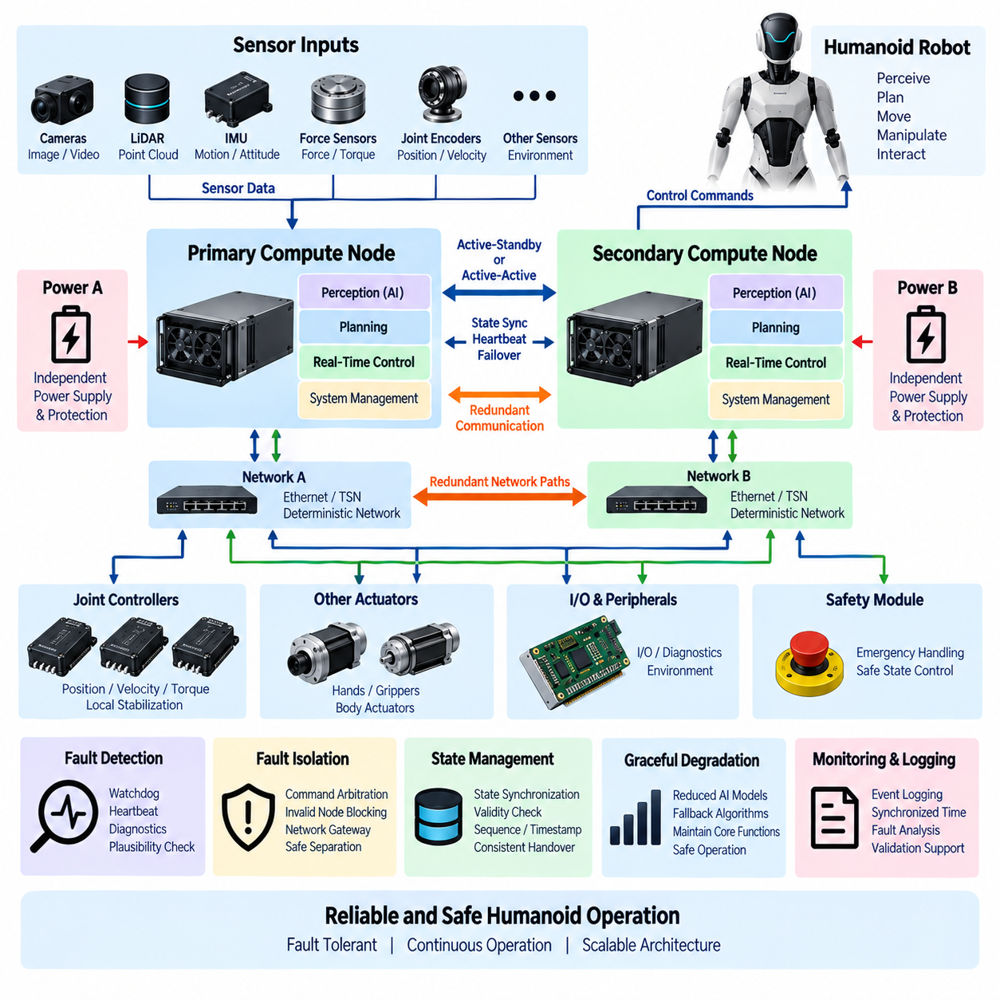 Sensor Inputs
Cameras
Image / Video
LiDAR
Point Cloud
IMU
Motion / Attitude
Force Sensors
Force / Torque
Joint Encoders
Position / Velocity
Other Sensors
Environment
Humanoid Robot
Perceive
Plan
Move
Manipulate
Interact
Sensor Data
Control Commands
Power A
Independent
Power Supply
& Protection
Primary Compute Node
Perception (AI)
Planning
Real-Time Control
System Management
Active-Standby
or
Active-Active
State Sync
Heartbeat
Failover
Redundant
Communication
Secondary Compute Node
Perception (AI)
Planning
Real-Time Control
System Management
Power B
Independent
Power Supply
& Protection
Network A
Ethernet / TSN
Deterministic Network
Redundant Network Paths
Network B
Ethernet / TSN
Deterministic Network
Joint Controllers
Position / Velocity / Torque
Local Stabilization
Other Actuators
Hands / Grippers
Body Actuators
I/O & Peripherals
I/O / Diagnostics
Environment
Safety Module
Emergency Handling
Safe State Control
Fault Detection
Watchdog
Heartbeat
Diagnostics
Plausibility Check
Fault Isolation
Command Arbitration
Invalid Node Blocking
Network Gateway
Safe Separation
State Management
State Synchronization
Validity Check
Sequence / Timestamp
Consistent Handover
Graceful Degradation
Reduced AI Models
Fallback Algorithms
Maintain Core Functions
Safe Operation
Monitoring & Logging
Event Logging
Synchronized Time
Fault Analysis
Validation Support
Reliable and Safe Humanoid Operation
Fault Tolerant | Continuous Operation | Scalable Architecture